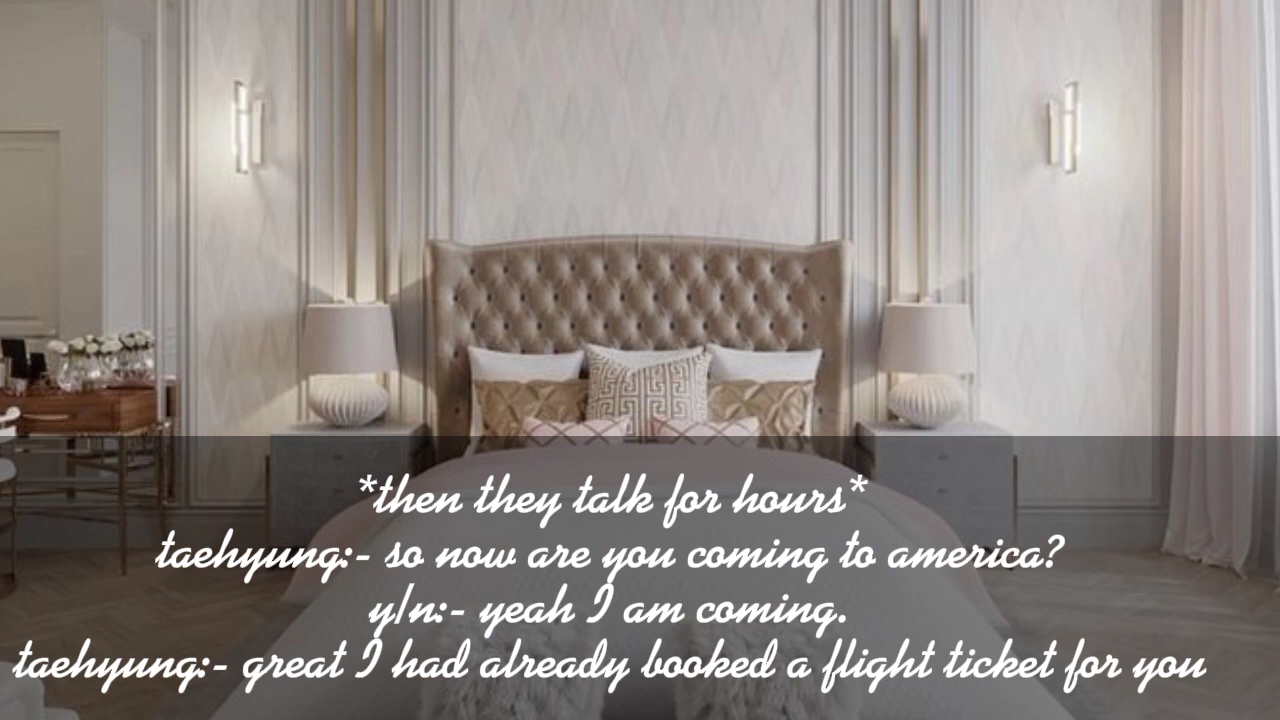 *then they talk for hours*
taehyung:- so now are you coming to america?
y/n:- yeah I am coming.
taehyung:- great I had already booked a flight ticket for you